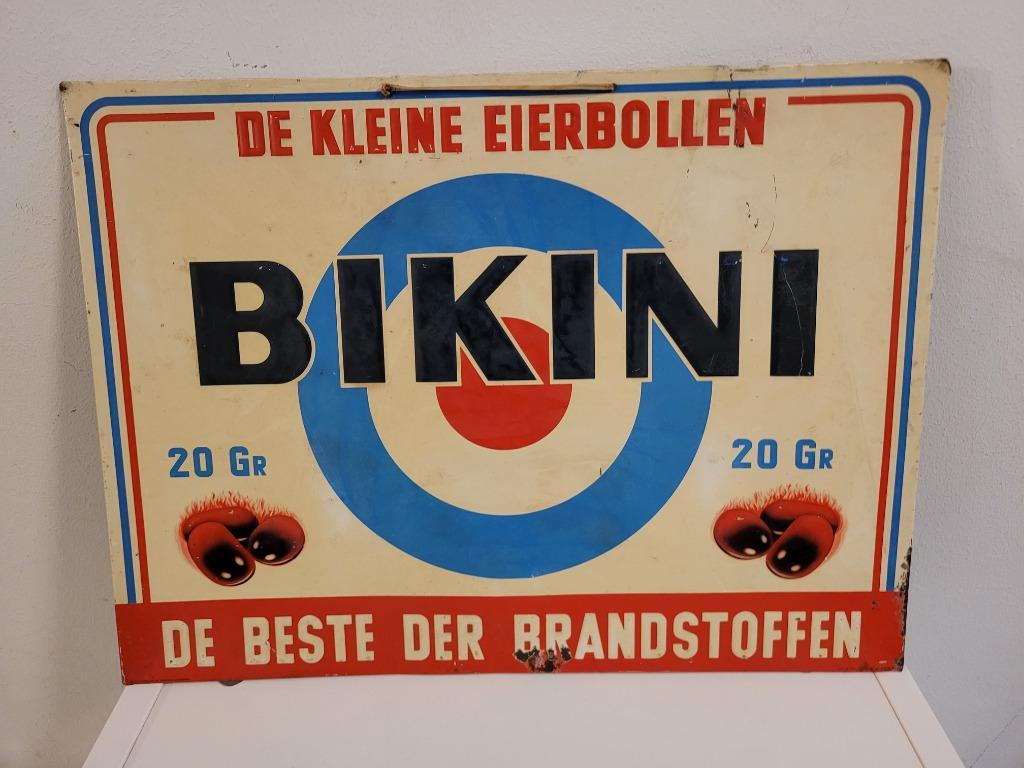 DE KLEINE EIERBOLLEN
BIKINI
20 GR
20 GR
DE BESTE DER BRANDSTOFFEN